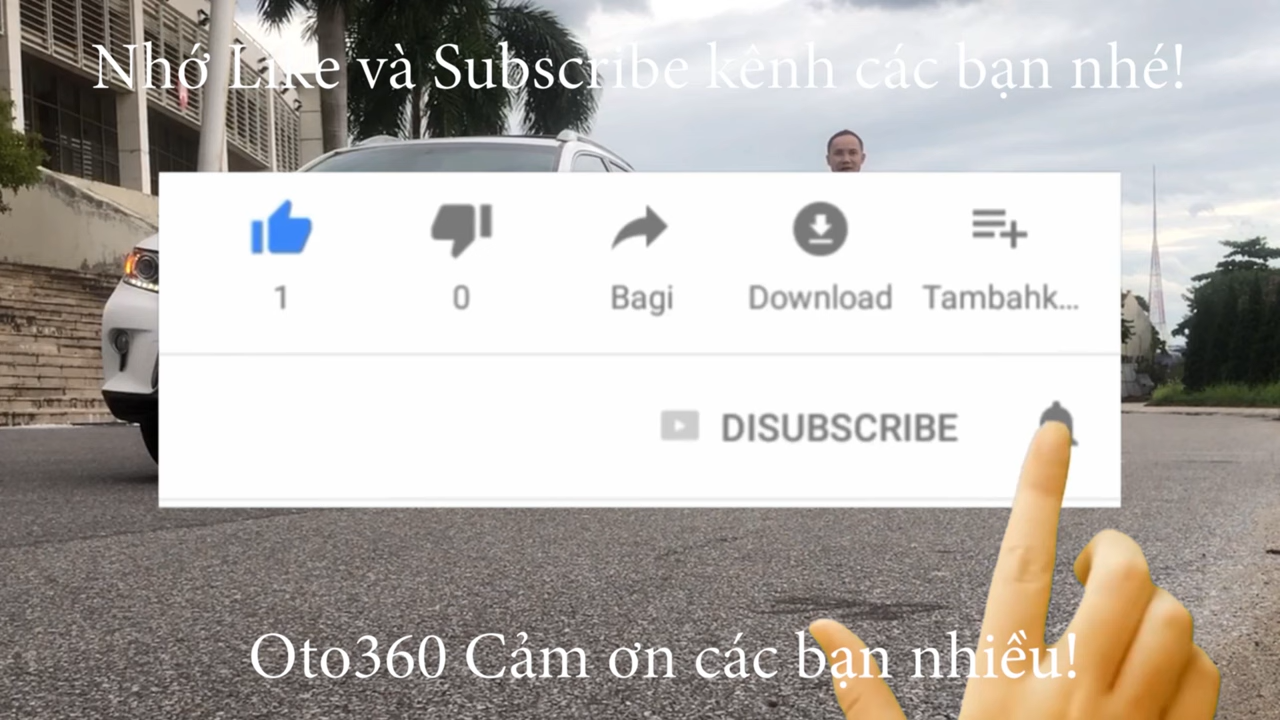 Nhớ Like và Subscribe kênh các bạn nhé!
1 0 Bagi Download Tambahk...
DISUBSCRIBE
Oto360 Cảm ơn các bạn nhiều!